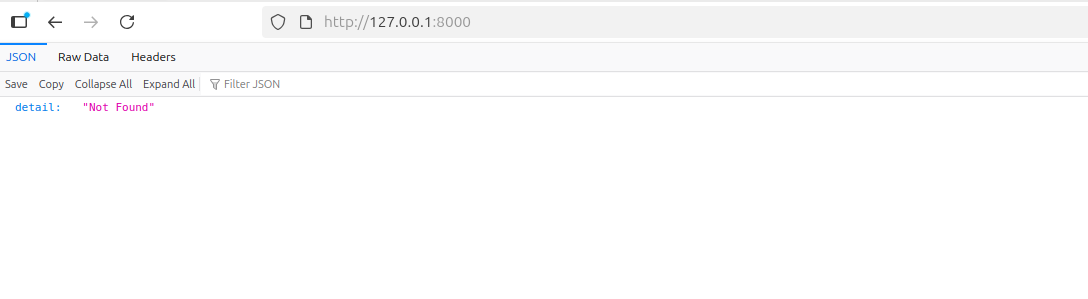 http://127.0.0.1:8000
JSON Raw Data Headers
Save Copy Collapse All Expand All Filter JSON
detail: "Not Found"